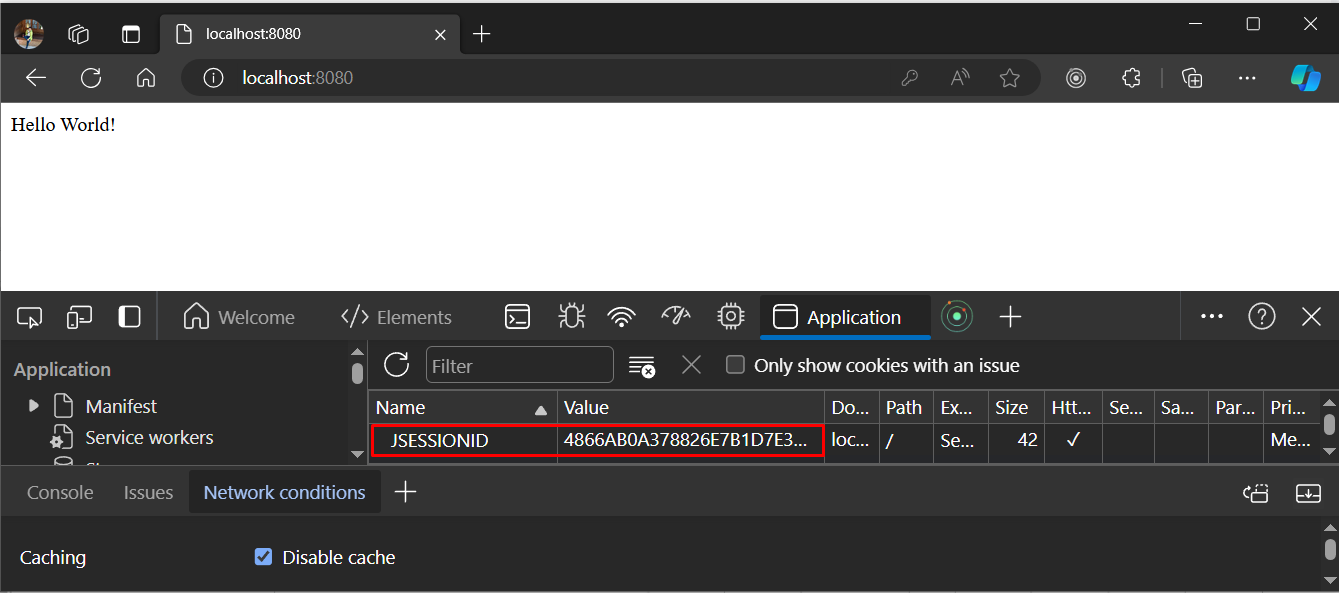 localhost:8080
localhost:8080
Hello World!
Welcome
Elements
Application
Application
Manifest
Service workers
Filter
Only show cookies with an issue
Name Value Do... Path Ex... Size Htt... Se... Sa... Par... Pri...
JSESSIONID 4866AB0A378826E7B1D7E3... loc... / Se... 42 ✓ Me...
Console Issues Network conditions
Caching Disable cache